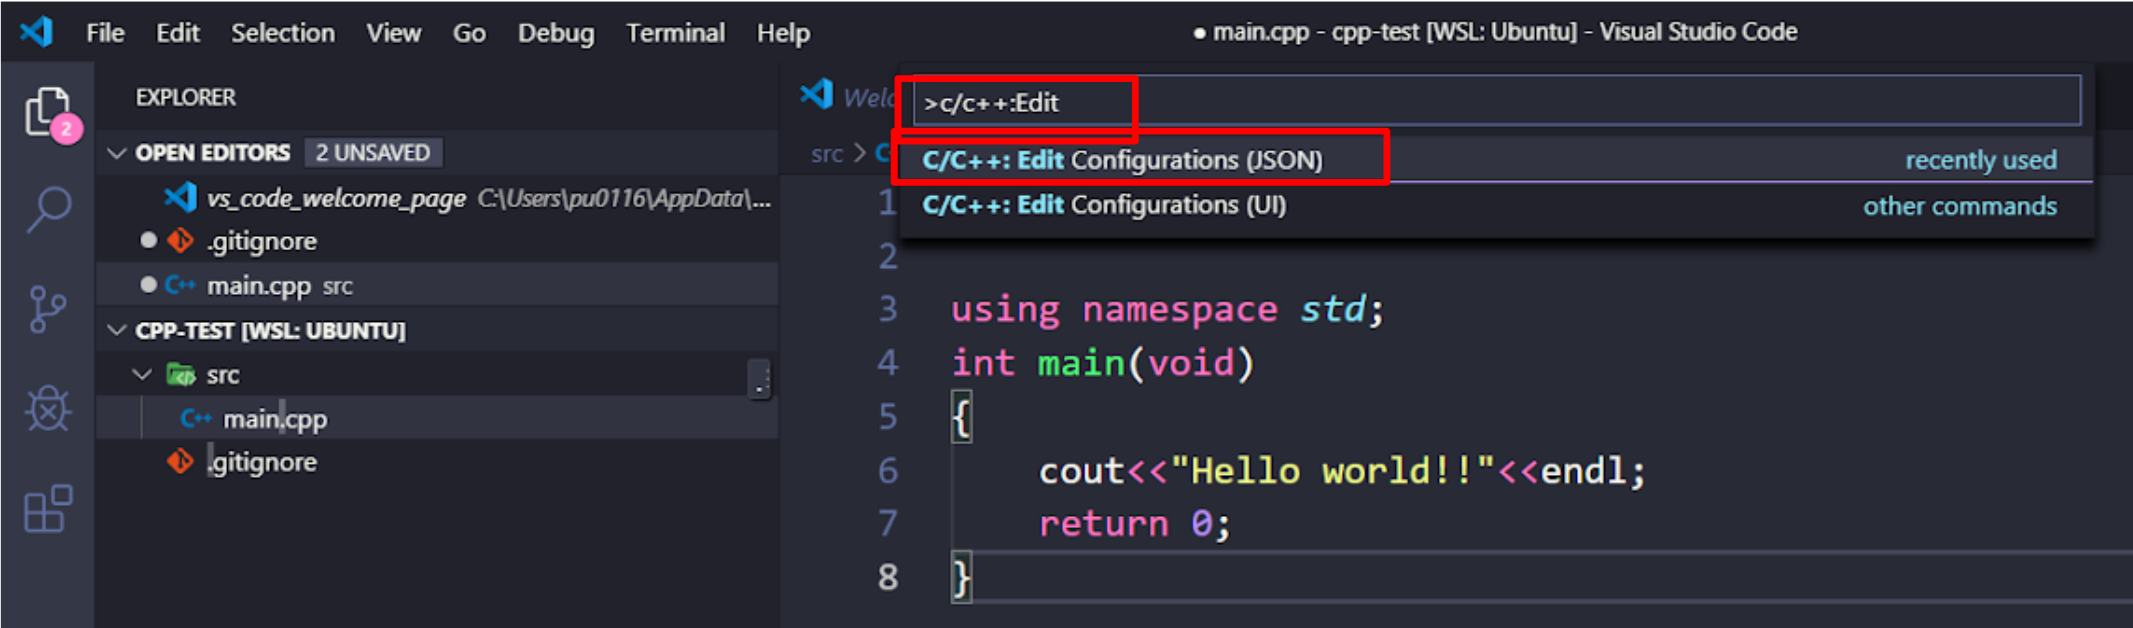 File Edit Selection View Go Debug Terminal Help
● main.cpp - cpp-test [WSL: Ubuntu] - Visual Studio Code
2
EXPLORER
OPEN EDITORS 2 UNSAVED
vs_code_welcome_page C:\Users\pu0116\AppData\...
.gitignore
C++ main.cpp src
CPP-TEST [WSL: UBUNTU]
src
C++ main.cpp
.gitignore
>c/c++:Edit
C/C++: Edit Configurations (JSON) recently used
C/C++: Edit Configurations (UI) other commands
src >
1
2
3 using namespace std;
4 int main(void)
5 {
6 cout<<"Hello world!!"<<endl;
7 return 0;
8 }